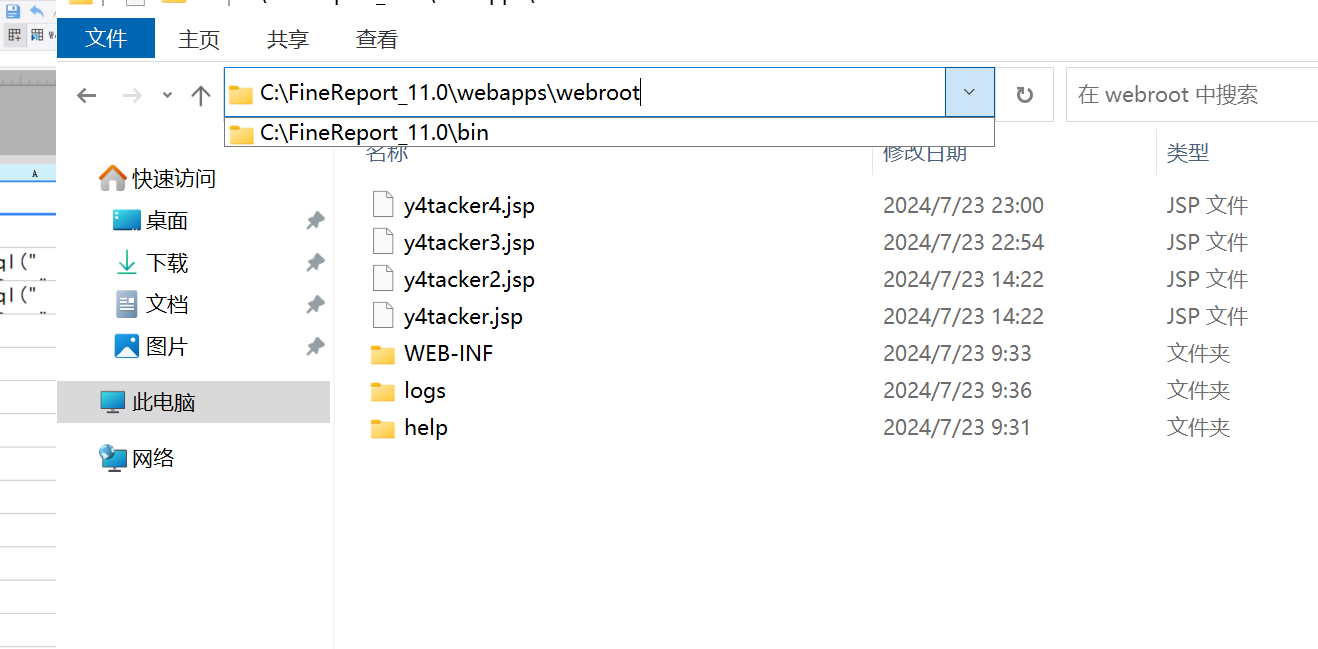 文件 主页 共享 查看
C:\FineReport_11.0\webapps\webroot 在 webroot 中搜索
C:\FineReport_11.0\bin
名称 修改日期 类型
快速访问
桌面
下载
文档
图片
此电脑
网络
y4tacker4.jsp 2024/7/23 23:00 JSP 文件
y4tacker3.jsp 2024/7/23 22:54 JSP 文件
y4tacker2.jsp 2024/7/23 14:22 JSP 文件
y4tacker.jsp 2024/7/23 14:22 JSP 文件
WEB-INF 2024/7/23 9:33 文件夹
logs 2024/7/23 9:36 文件夹
help 2024/7/23 9:31 文件夹
A
ql("
ql("